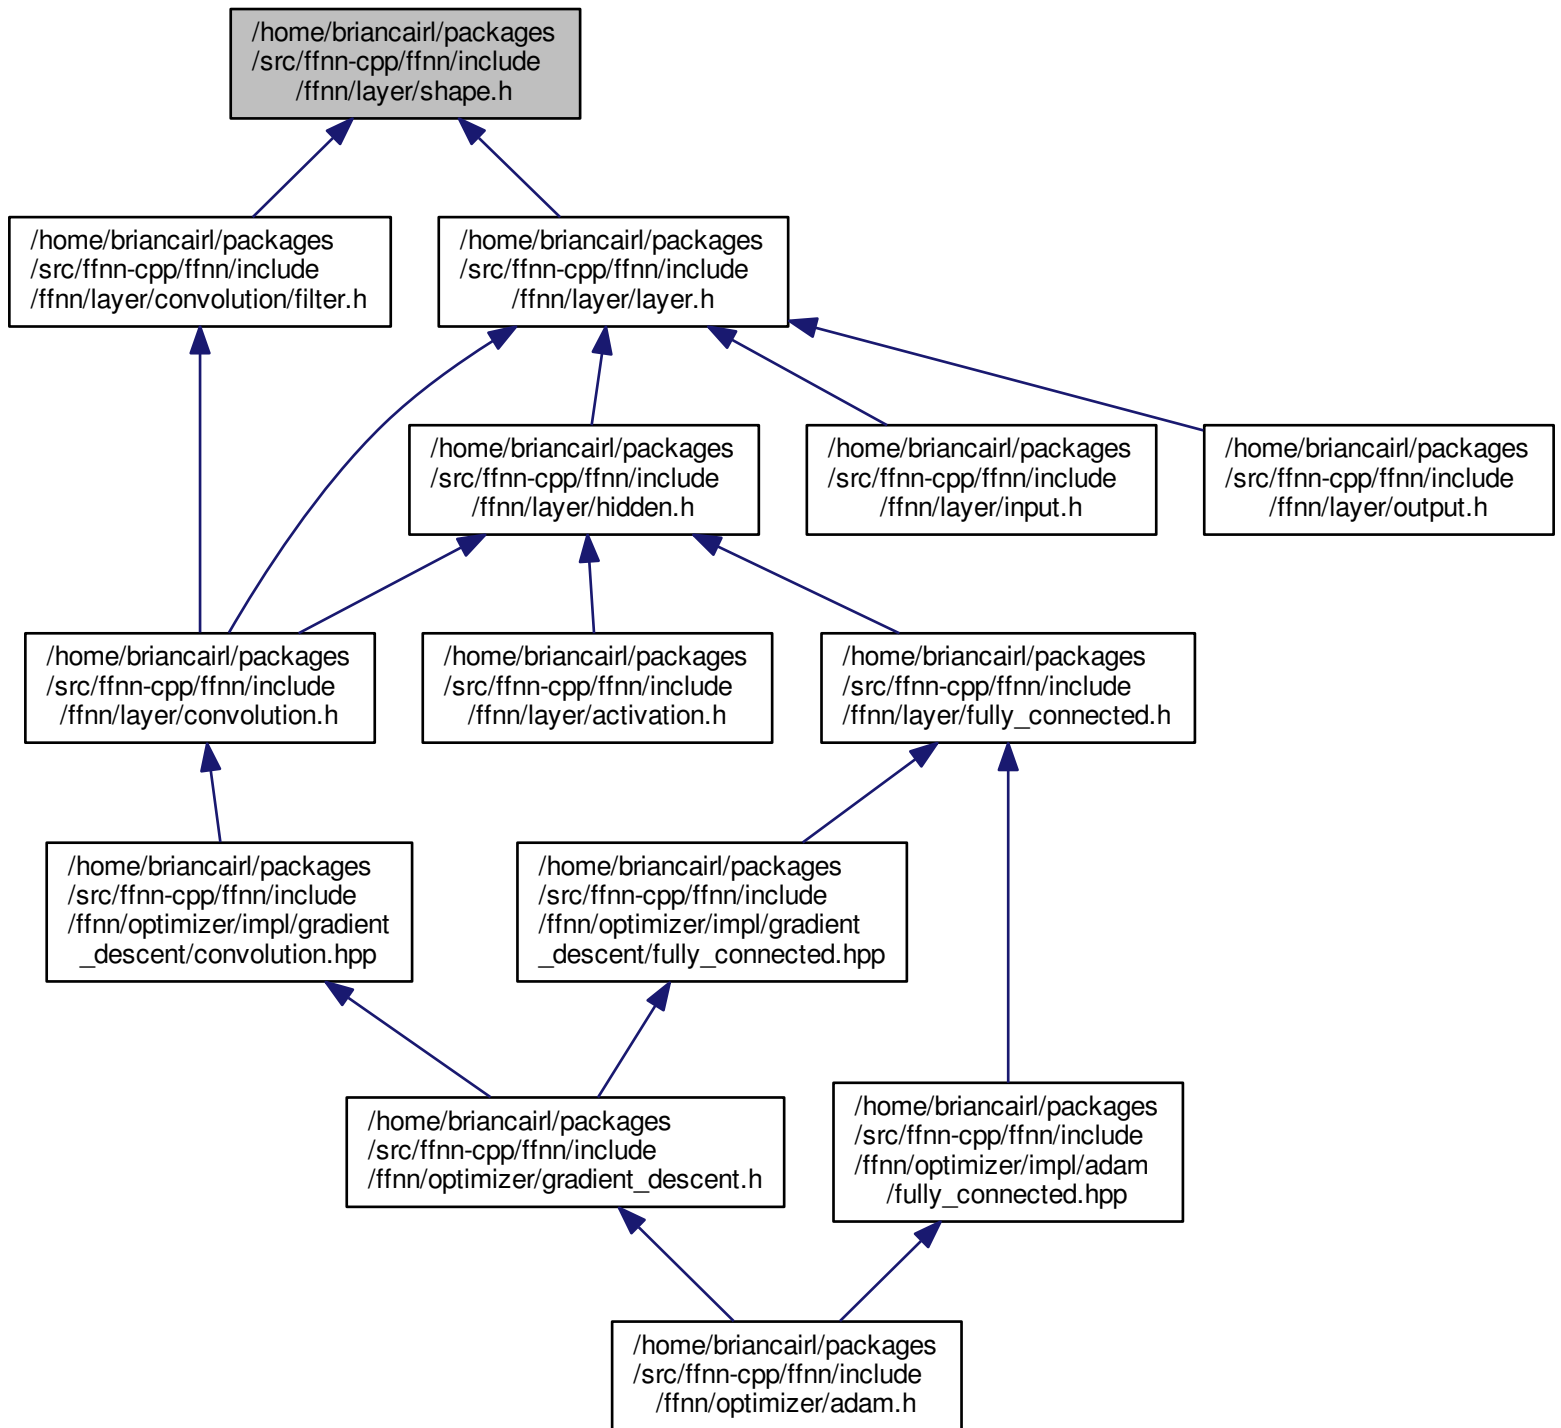 /home/briancairl/packages
/src/ffnn-cpp/ffnn/include
/ffnn/layer/shape.h
/home/briancairl/packages
/src/ffnn-cpp/ffnn/include
/ffnn/layer/convolution/filter.h
/home/briancairl/packages
/src/ffnn-cpp/ffnn/include
/ffnn/layer/layer.h
/home/briancairl/packages
/src/ffnn-cpp/ffnn/include
/ffnn/layer/hidden.h
/home/briancairl/packages
/src/ffnn-cpp/ffnn/include
/ffnn/layer/input.h
/home/briancairl/packages
/src/ffnn-cpp/ffnn/include
/ffnn/layer/output.h
/home/briancairl/packages
/src/ffnn-cpp/ffnn/include
/ffnn/layer/convolution.h
/home/briancairl/packages
/src/ffnn-cpp/ffnn/include
/ffnn/layer/activation.h
/home/briancairl/packages
/src/ffnn-cpp/ffnn/include
/ffnn/layer/fully_connected.h
/home/briancairl/packages
/src/ffnn-cpp/ffnn/include
/ffnn/optimizer/impl/gradient
_descent/convolution.hpp
/home/briancairl/packages
/src/ffnn-cpp/ffnn/include
/ffnn/optimizer/impl/gradient
_descent/fully_connected.hpp
/home/briancairl/packages
/src/ffnn-cpp/ffnn/include
/ffnn/optimizer/gradient_descent.h
/home/briancairl/packages
/src/ffnn-cpp/ffnn/include
/ffnn/optimizer/impl/adam
/fully_connected.hpp
/home/briancairl/packages
/src/ffnn-cpp/ffnn/include
/ffnn/optimizer/adam.h